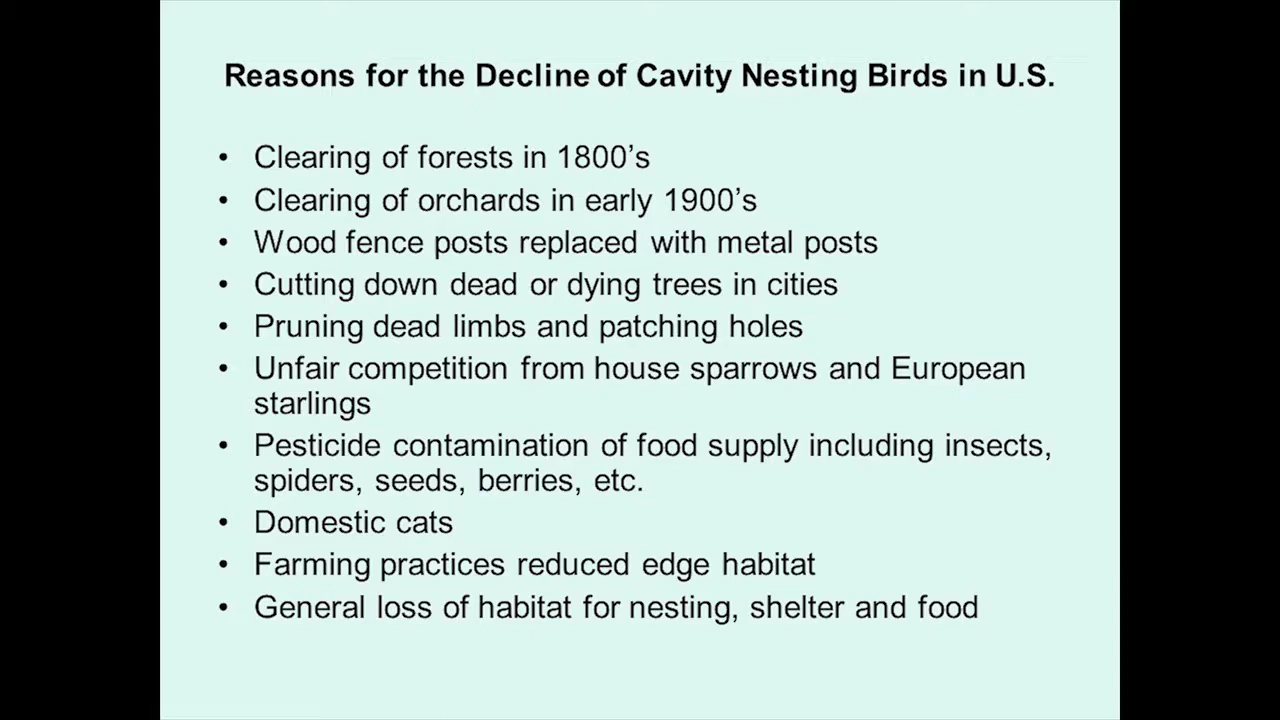 Reasons for the Decline of Cavity Nesting Birds in U.S.
• Clearing of forests in 1800’s
• Clearing of orchards in early 1900’s
• Wood fence posts replaced with metal posts
• Cutting down dead or dying trees in cities
• Pruning dead limbs and patching holes
• Unfair competition from house sparrows and European
starlings
• Pesticide contamination of food supply including insects,
spiders, seeds, berries, etc.
• Domestic cats
• Farming practices reduced edge habitat
• General loss of habitat for nesting, shelter and food